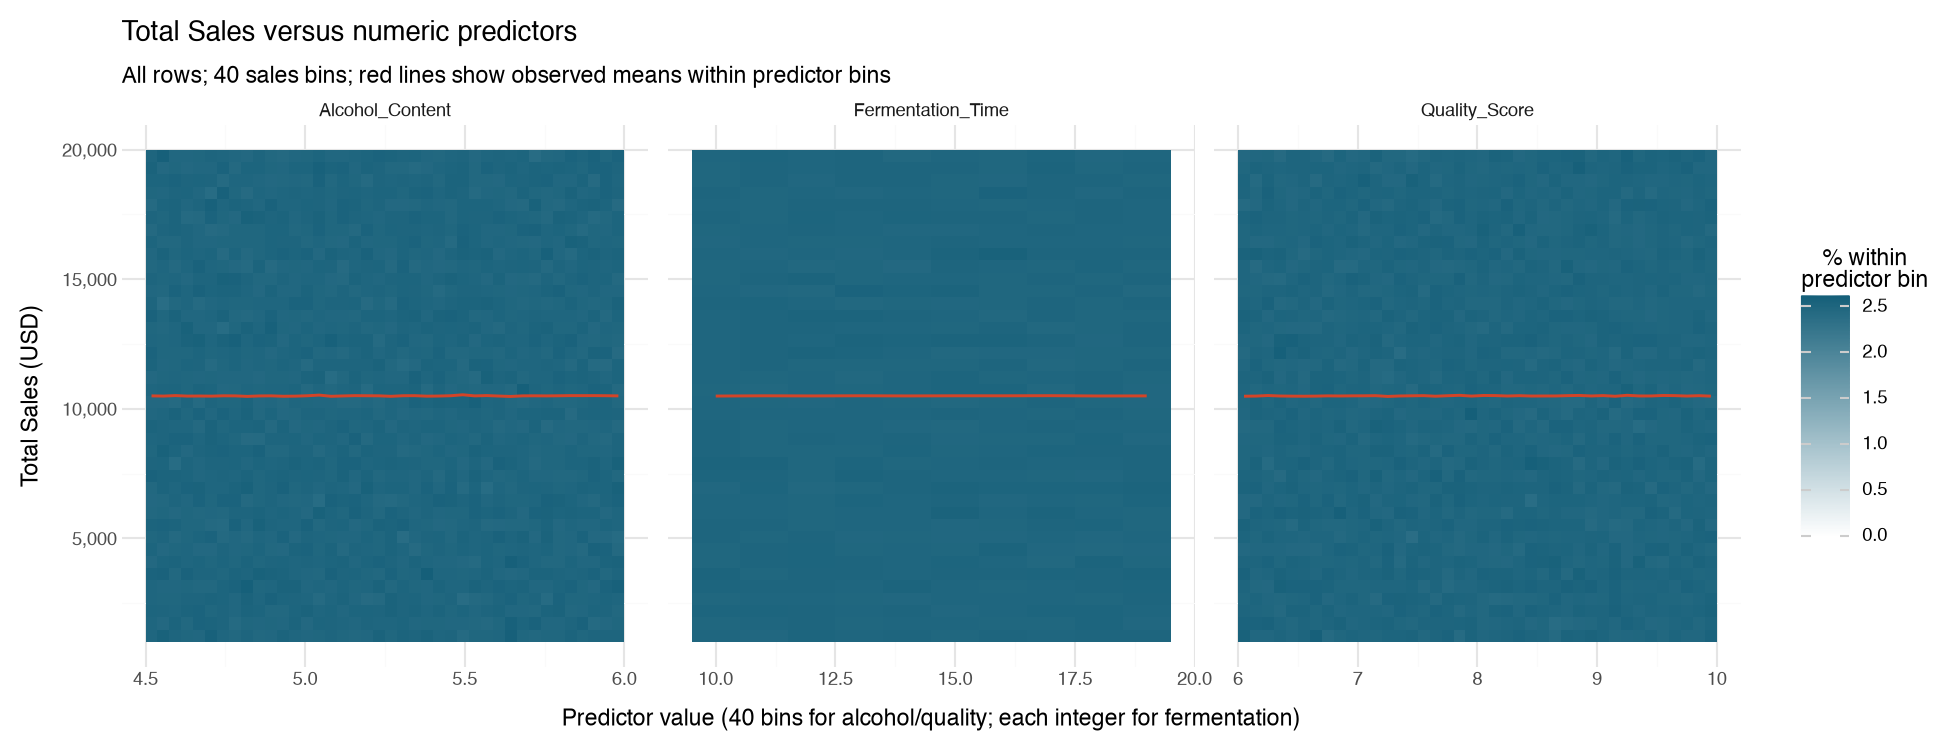 Total Sales versus numeric predictors
All rows; 40 sales bins; red lines show observed means within predictor bins
Alcohol_Content
Fermentation_Time
Quality_Score
Total Sales (USD)
20,000
15,000
10,000
5,000
4.5
5.0
5.5
6.0
10.0
12.5
15.0
17.5
20.0
6
7
8
9
10
Predictor value (40 bins for alcohol/quality; each integer for fermentation)
% within
predictor bin
2.5
2.0
1.5
1.0
0.5
0.0